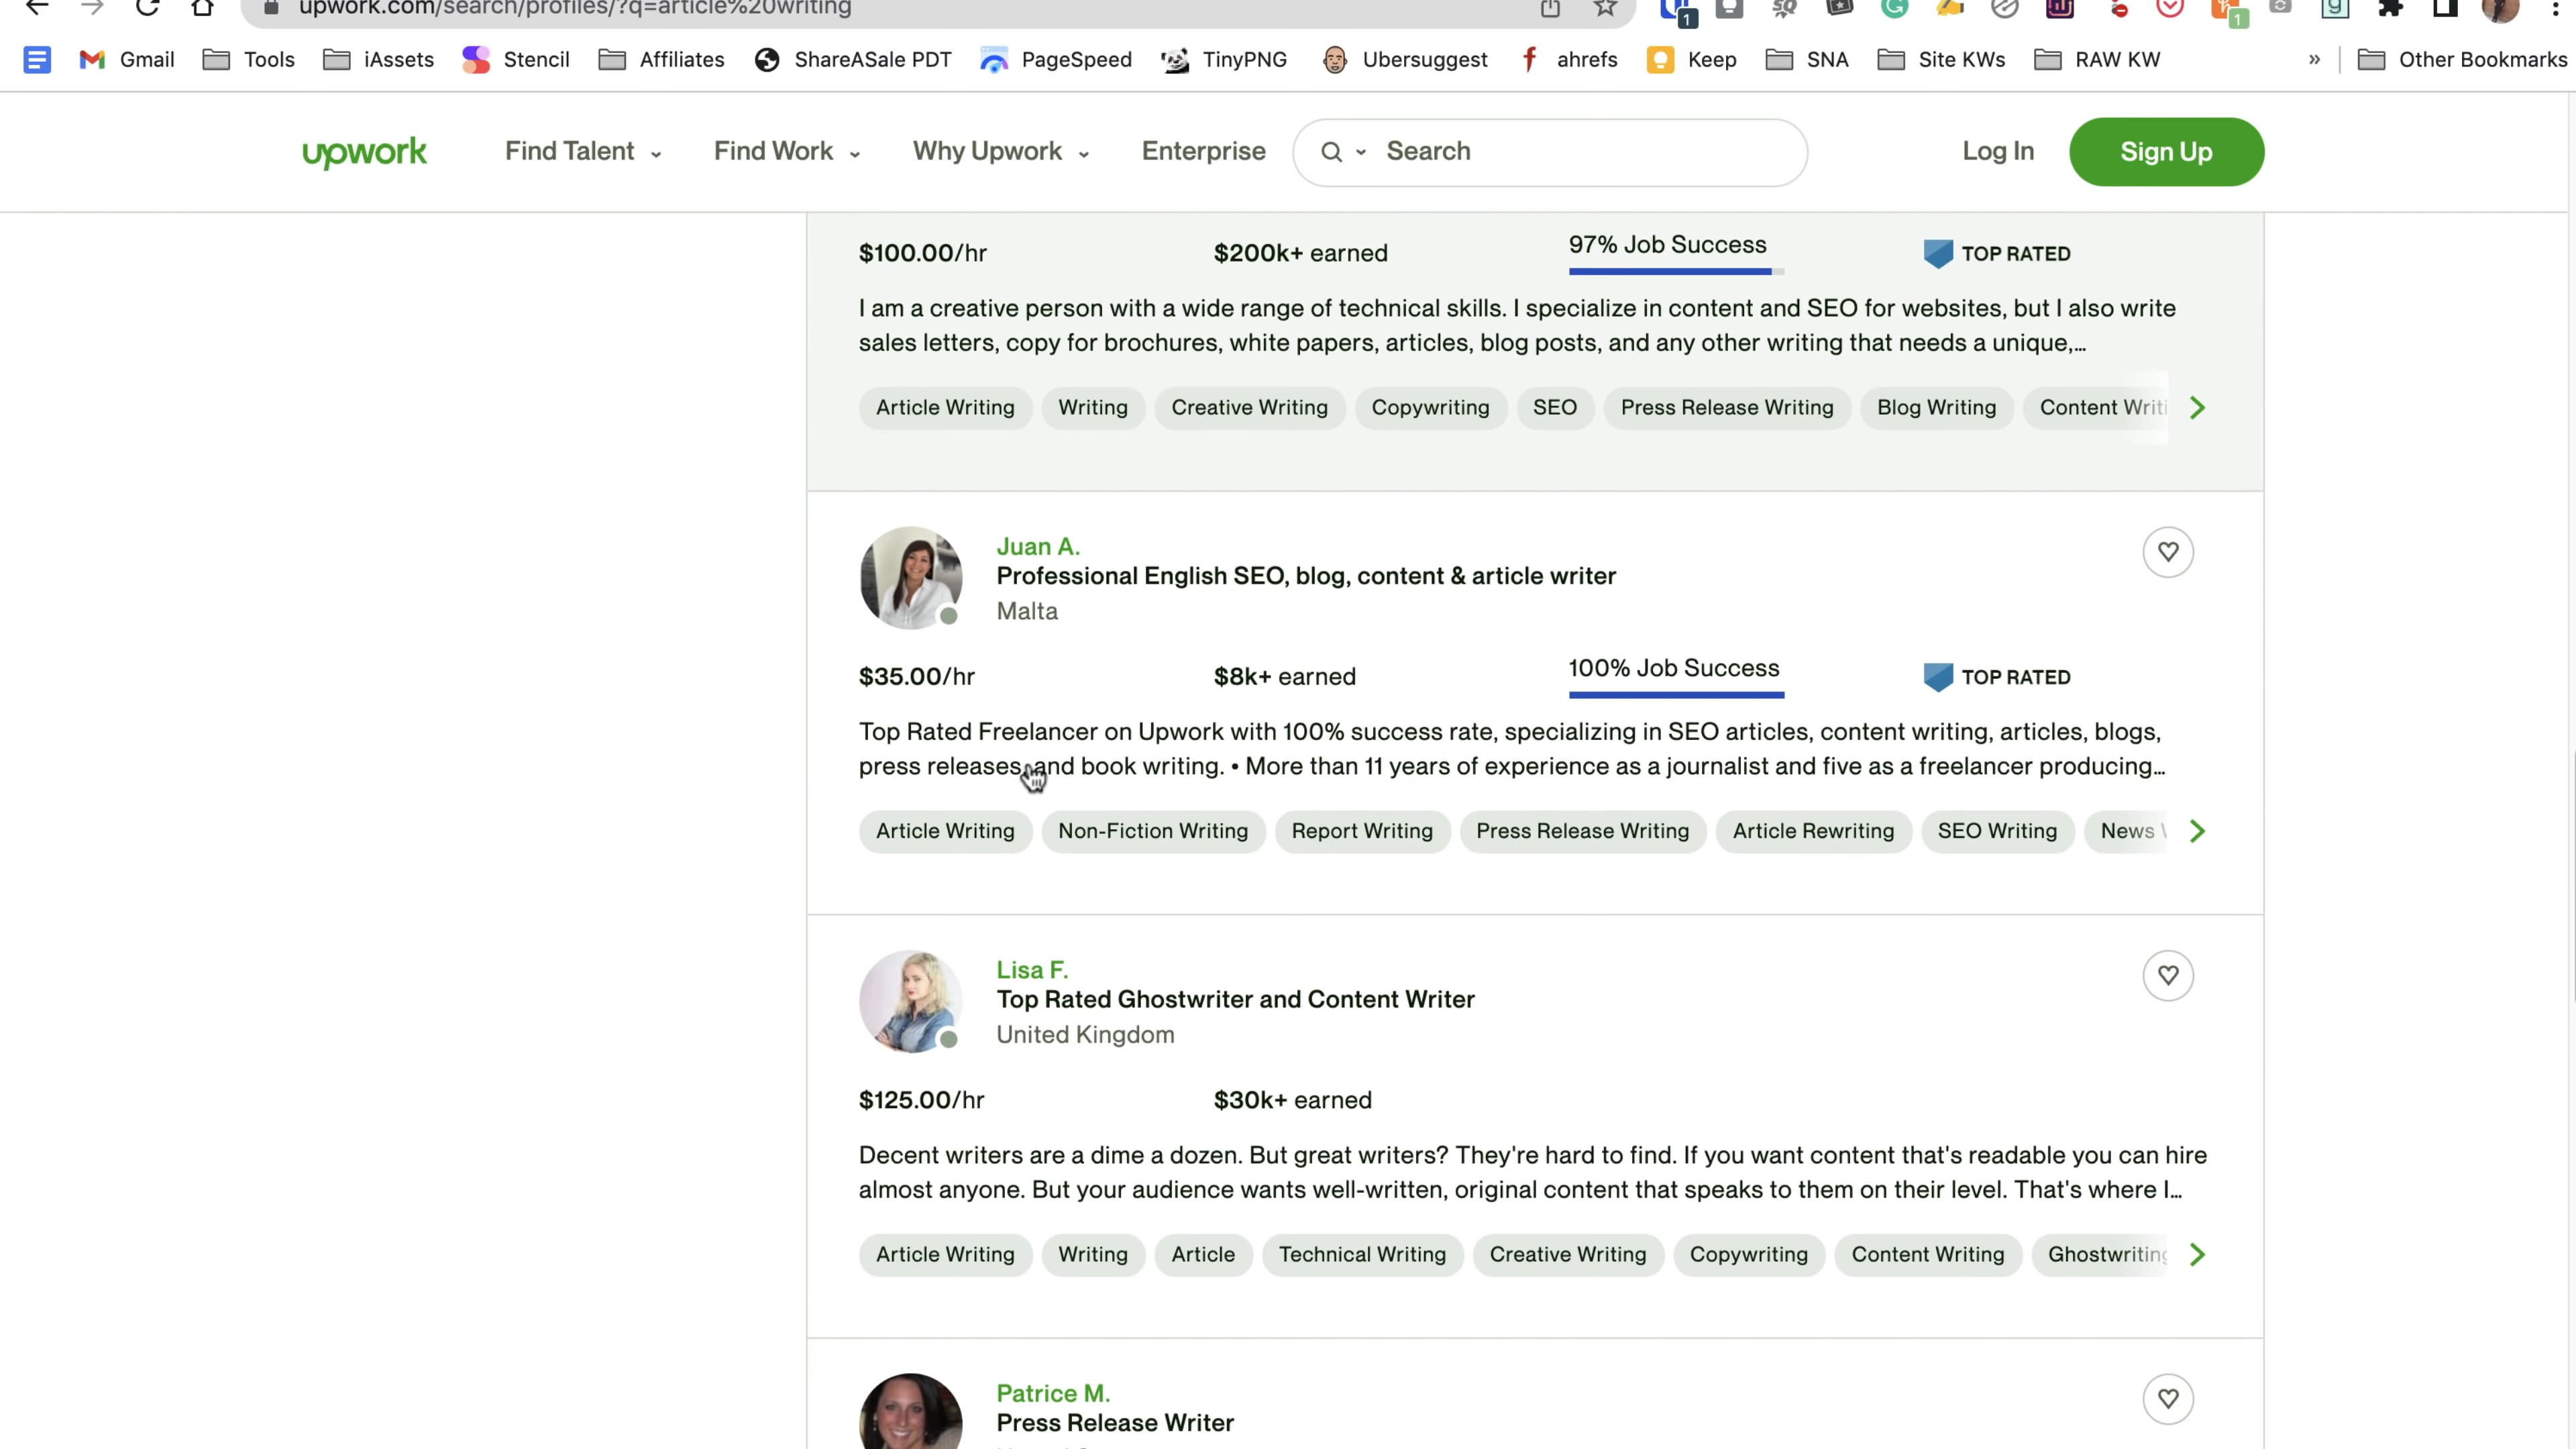 upwork.com/search/profiles/?q=article%20writing
1
1
Gmail Tools iAssets Stencil Affiliates ShareASale PDT PageSpeed TinyPNG Ubersuggest ahrefs Keep SNA Site KWs RAW KW » Other Bookmarks
upwork Find Talent Find Work Why Upwork Enterprise Search Log In Sign Up
$100.00/hr $200k+ earned 97% Job Success TOP RATED
I am a creative person with a wide range of technical skills. I specialize in content and SEO for websites, but I also write
sales letters, copy for brochures, white papers, articles, blog posts, and any other writing that needs a unique,...
Article Writing Writing Creative Writing Copywriting SEO Press Release Writing Blog Writing Content Writi
Juan A.
Professional English SEO, blog, content & article writer
Malta
$35.00/hr $8k+ earned 100% Job Success TOP RATED
Top Rated Freelancer on Upwork with 100% success rate, specializing in SEO articles, content writing, articles, blogs,
press releases and book writing. • More than 11 years of experience as a journalist and five as a freelancer producing...
Article Writing Non-Fiction Writing Report Writing Press Release Writing Article Rewriting SEO Writing News
Lisa F.
Top Rated Ghostwriter and Content Writer
United Kingdom
$125.00/hr $30k+ earned
Decent writers are a dime a dozen. But great writers? They're hard to find. If you want content that's readable you can hire
almost anyone. But your audience wants well-written, original content that speaks to them on their level. That's where I...
Article Writing Writing Article Technical Writing Creative Writing Copywriting Content Writing Ghostwriting
Patrice M.
Press Release Writer